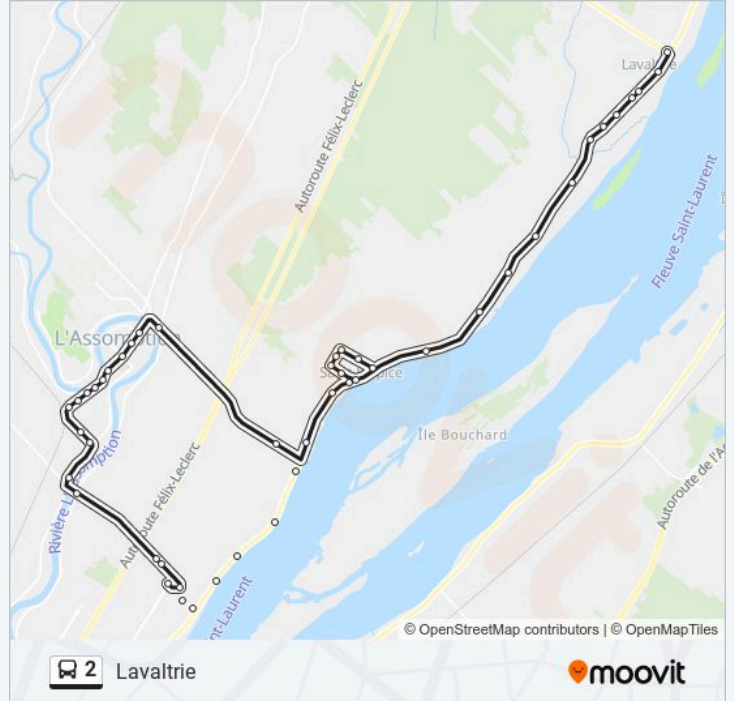 Lavaltrie
Autoroute Félix-Leclerc
Fleuve Saint-Laurent
L'Assomption
Île Bouchard
Rivière L'Assomption
Autoroute Félix-Leclerc
Autoroute de l'A
nt-Laurent
© OpenStreetMap contributors | © OpenMapTiles
2 Lavaltrie
moovit